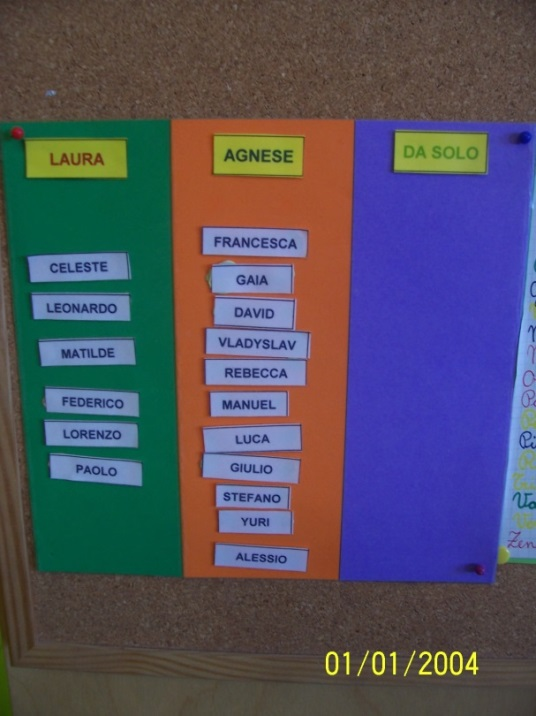 LAURA
AGNESE
DA SOLO
CELESTE
LEONARDO
MATILDE
FEDERICO
LORENZO
PAOLO
FRANCESCA
GAIA
DAVID
VLADYSLAV
REBECCA
MANUEL
LUCA
GIULIO
STEFANO
YURI
ALESSIO
01/01/2004